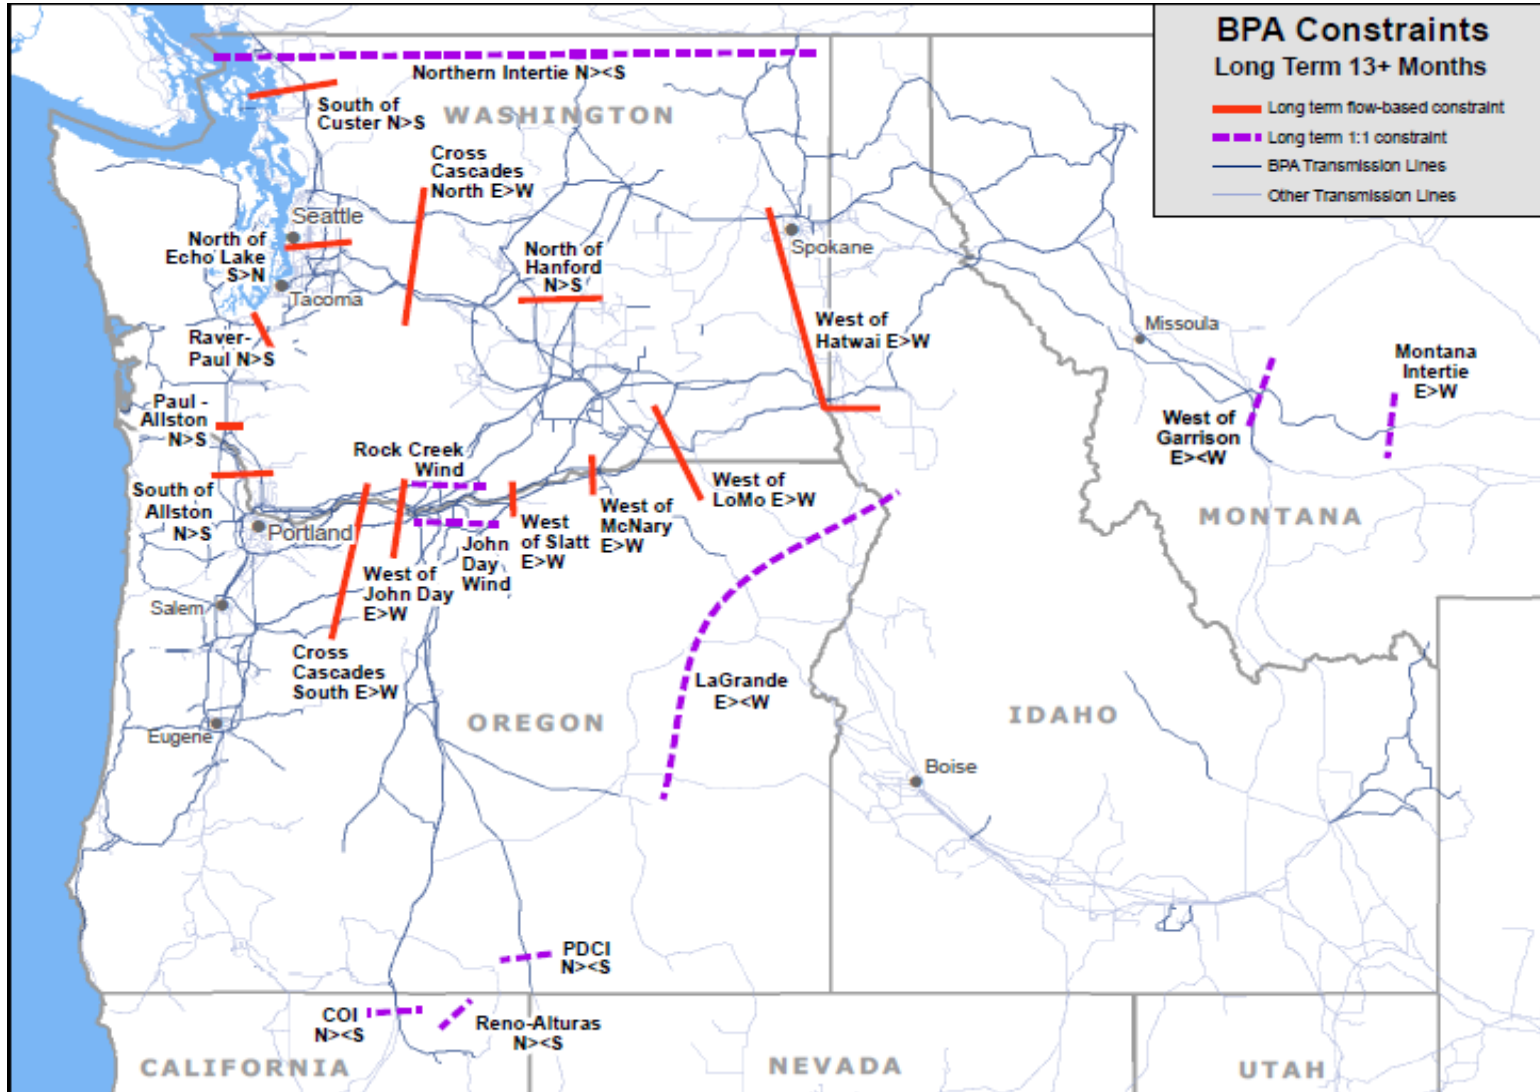 BPA Constraints
Long Term 13+ Months
Long term flow-based constraint
Long term 1:1 constraint
BPA Transmission Lines
Other Transmission Lines
Northern Intertie N><S
South of
Custer N>S
WASHINGTON
Cross
Cascades
North E>W
Seattle
North of
Echo Lake
S>N
Tacoma
North of
Hanford
N>S
Spokane
Raver-
Paul N>S
West of
Hatwai E>W
Missoula
Montana
Intertie
E>W
Paul -
Allston
N>S
West of
Garrison
E><W
Rock Creek
Wind
South of
Allston
N>S
West of
LoMo E>W
West of
McNary
E>W
West
of Slatt
E>W
MONTANA
Portland
John
Day
Wind
West of
John Day
E>W
Salem
Cross
Cascades
South E>W
LaGrande
E><W
OREGON
IDAHO
Eugene
Boise
PDCI
N><S
COI
N><S
Reno-Alturas
N><S
CALIFORNIA
NEVADA
UTAH